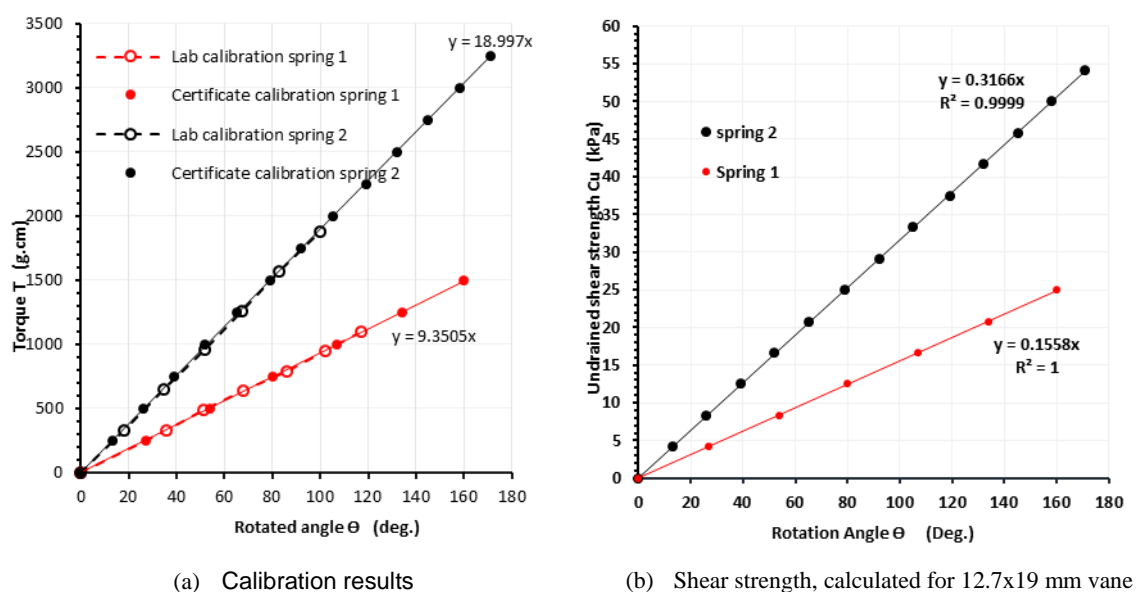 3500
3000
2500
2000
1500
1000
500
0
Torque T (g.cm)
Lab calibration spring 1
Certificate calibration spring 1
Lab calibration spring 2
Certificate calibration spring 2
y = 18.997x
y = 9.3505x
0 20 40 60 80 100 120 140 160 180
Rotated angle ϴ (deg.)
(a) Calibration results
60
55
50
45
40
35
30
25
20
15
10
5
0
Undrained shear strength Cu (kPa)
y = 0.3166x
R² = 0.9999
spring 2
Spring 1
y = 0.1558x
R² = 1
0 20 40 60 80 100 120 140 160 180
Rotation Angle ϴ (Deg.)
(b) Shear strength, calculated for 12.7x19 mm vane